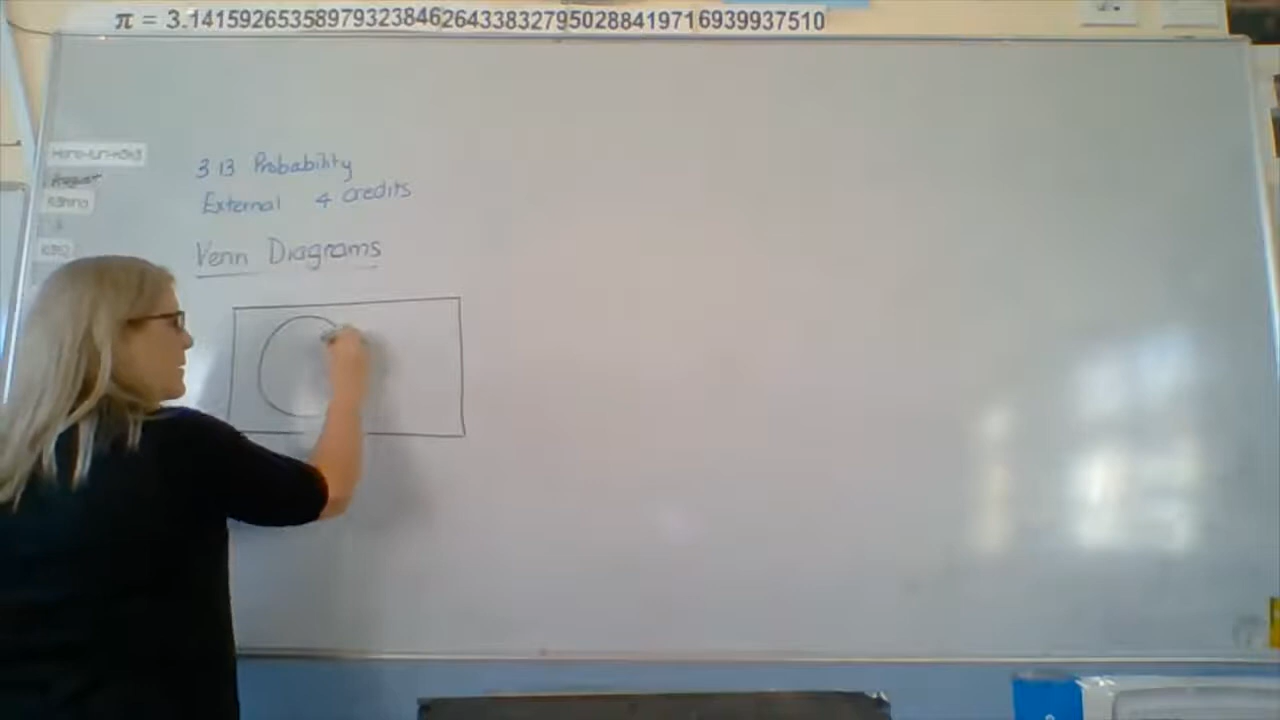 π = 3.14159265358979323846264338327950288419716939937510
3.13 Probability
External 4 credits
Venn Diagrams